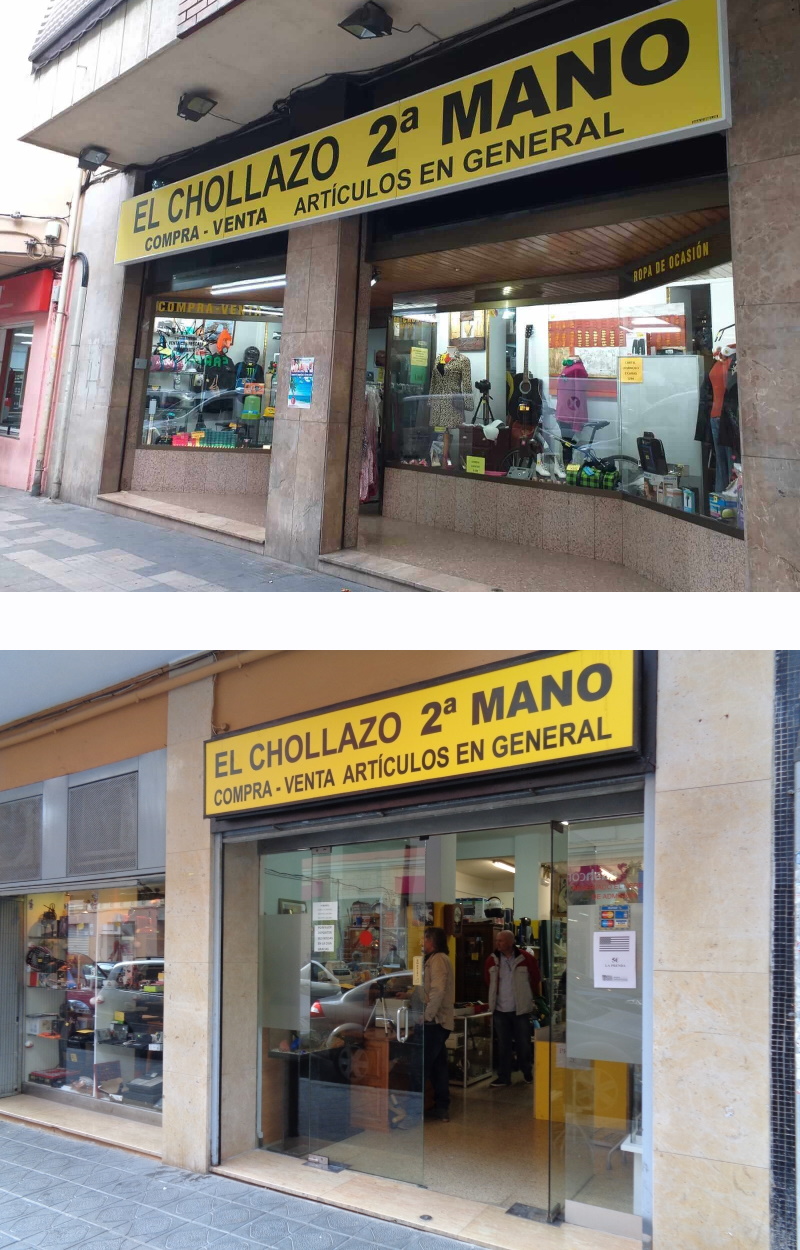 EL CHOLLAZO 2ª MANO
COMPRA - VENTA ARTÍCULOS EN GENERAL
ROPA DE OCASIÓN
COMPRA-VENTA
EL CHOLLAZO 2ª MANO
COMPRA - VENTA ARTÍCULOS EN GENERAL
SI